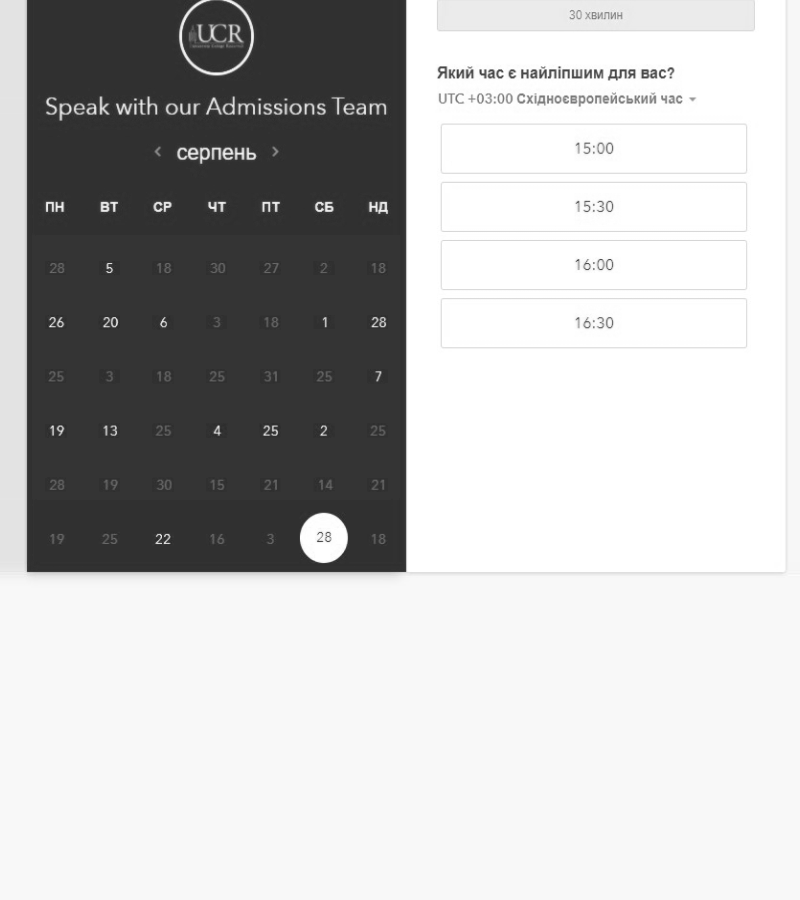 UCR
Speak with our Admissions Team
серпень
ПН ВТ СР ЧТ ПТ СБ НД
28 5 18 30 27 2 18
26 20 6 3 18 1 28
25 3 18 25 31 25 7
19 13 25 4 25 2 25
28 19 30 15 21 14 21
19 25 22 16 3 28 18
30 хвилин
Який час є найліпшим для вас?
UTC +03:00 Східноєвропейський час
15:00
15:30
16:00
16:30